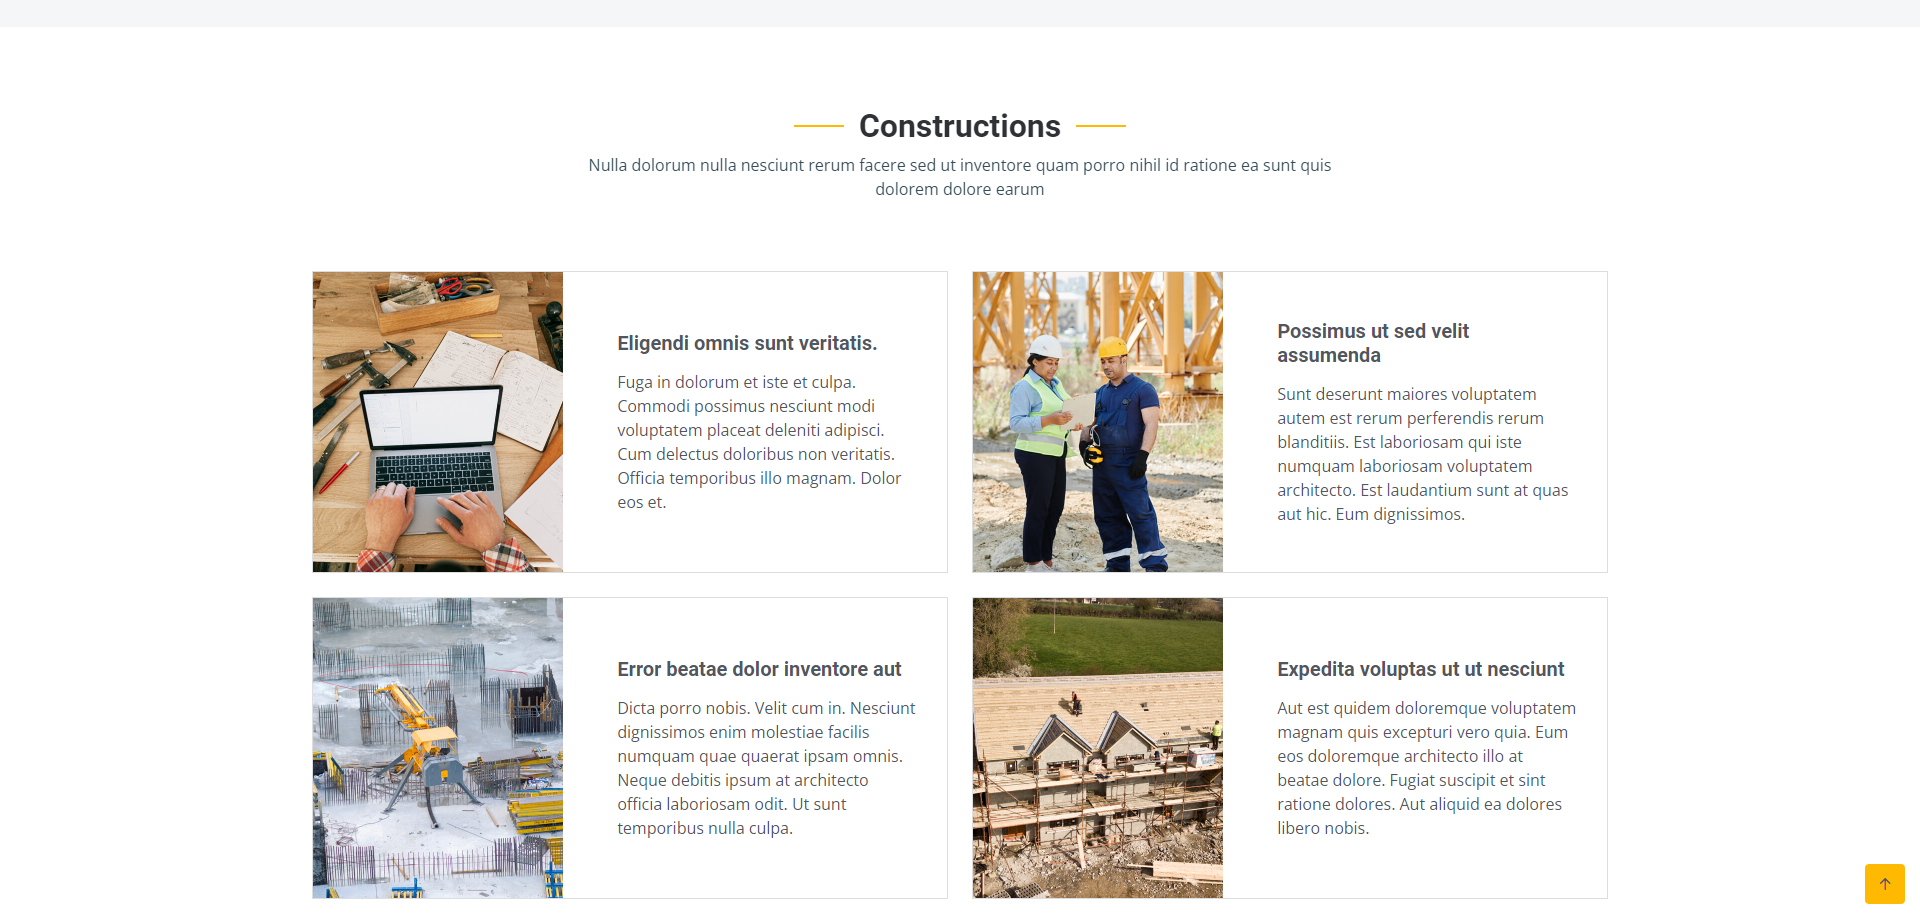 Constructions
Nulla dolorum nulla nesciunt rerum facere sed ut inventore quam porro nihil id ratione ea sunt quis
dolorem dolore earum
Eligendi omnis sunt veritatis.
Fuga in dolorum et iste et culpa.
Commodi possimus nesciunt modi
voluptatem placeat deleniti adipisci.
Cum delectus doloribus non veritatis.
Officia temporibus illo magnam. Dolor
eos et.
Possimus ut sed velit
assumenda
Sunt deserunt maiores voluptatem
autem est rerum perferendis rerum
blanditiis. Est laboriosam qui iste
numquam laboriosam voluptatem
architecto. Est laudantium sunt at quas
aut hic. Eum dignissimos.
Error beatae dolor inventore aut
Dicta porro nobis. Velit cum in. Nesciunt
dignissimos enim molestiae facilis
numquam quae quaerat ipsam omnis.
Neque debitis ipsum at architecto
officia laboriosam odit. Ut sunt
temporibus nulla culpa.
Expedita voluptas ut ut nesciunt
Aut est quidem doloremque voluptatem
magnam quis excepturi vero quia. Eum
eos doloremque architecto illo at
beatae dolore. Fugiat suscipit et sint
ratione dolores. Aut aliquid ea dolores
libero nobis.